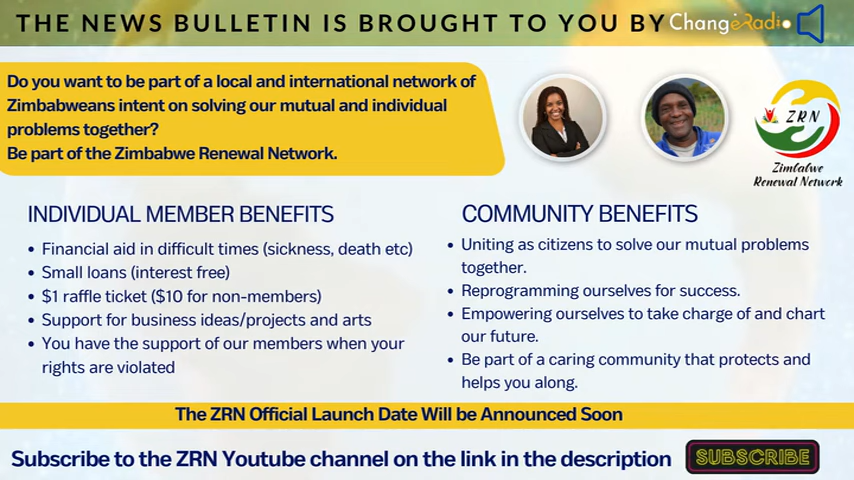 THE NEWS BULLETIN IS BROUGHT TO YOU BY ChangeRadio
Do you want to be part of a local and international network of
Zimbabweans intent on solving our mutual and individual
problems together?
Be part of the Zimbabwe Renewal Network.
ZRN
Zimbabwe
Renewal Network
INDIVIDUAL MEMBER BENEFITS
• Financial aid in difficult times (sickness, death etc)
• Small loans (interest free)
• $1 raffle ticket ($10 for non-members)
• Support for business ideas/projects and arts
• You have the support of our members when your
rights are violated
COMMUNITY BENEFITS
• Uniting as citizens to solve our mutual problems
together.
• Reprogramming ourselves for success.
• Empowering ourselves to take charge of and chart
our future.
• Be part of a caring community that protects and
helps you along.
The ZRN Official Launch Date Will be Announced Soon
Subscribe to the ZRN Youtube channel on the link in the description
SUBSCRIBE